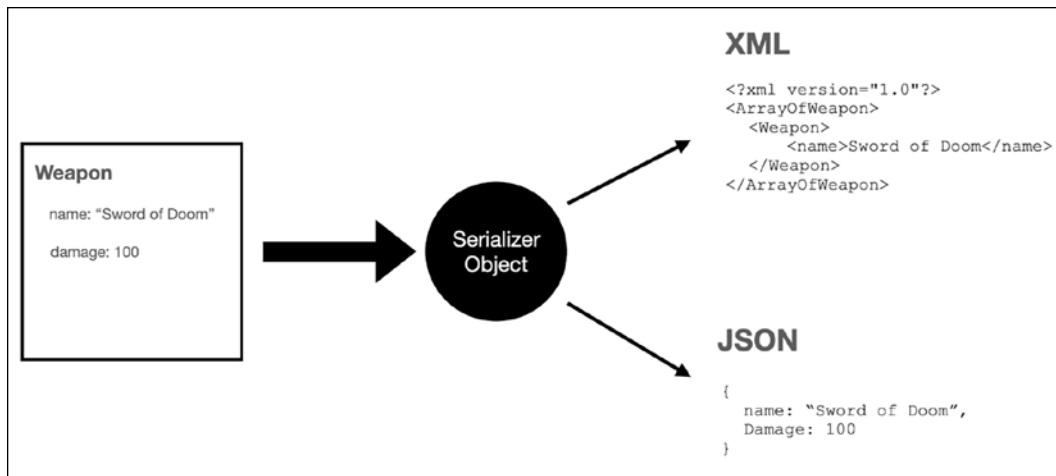 Weapon
name: “Sword of Doom”
damage: 100
Serializer
Object
XML
<?xml version="1.0"?>
<ArrayOfWeapon>
<Weapon>
<name>Sword of Doom</name>
</Weapon>
</ArrayOfWeapon>
JSON
{
name: “Sword of Doom”,
Damage: 100
}